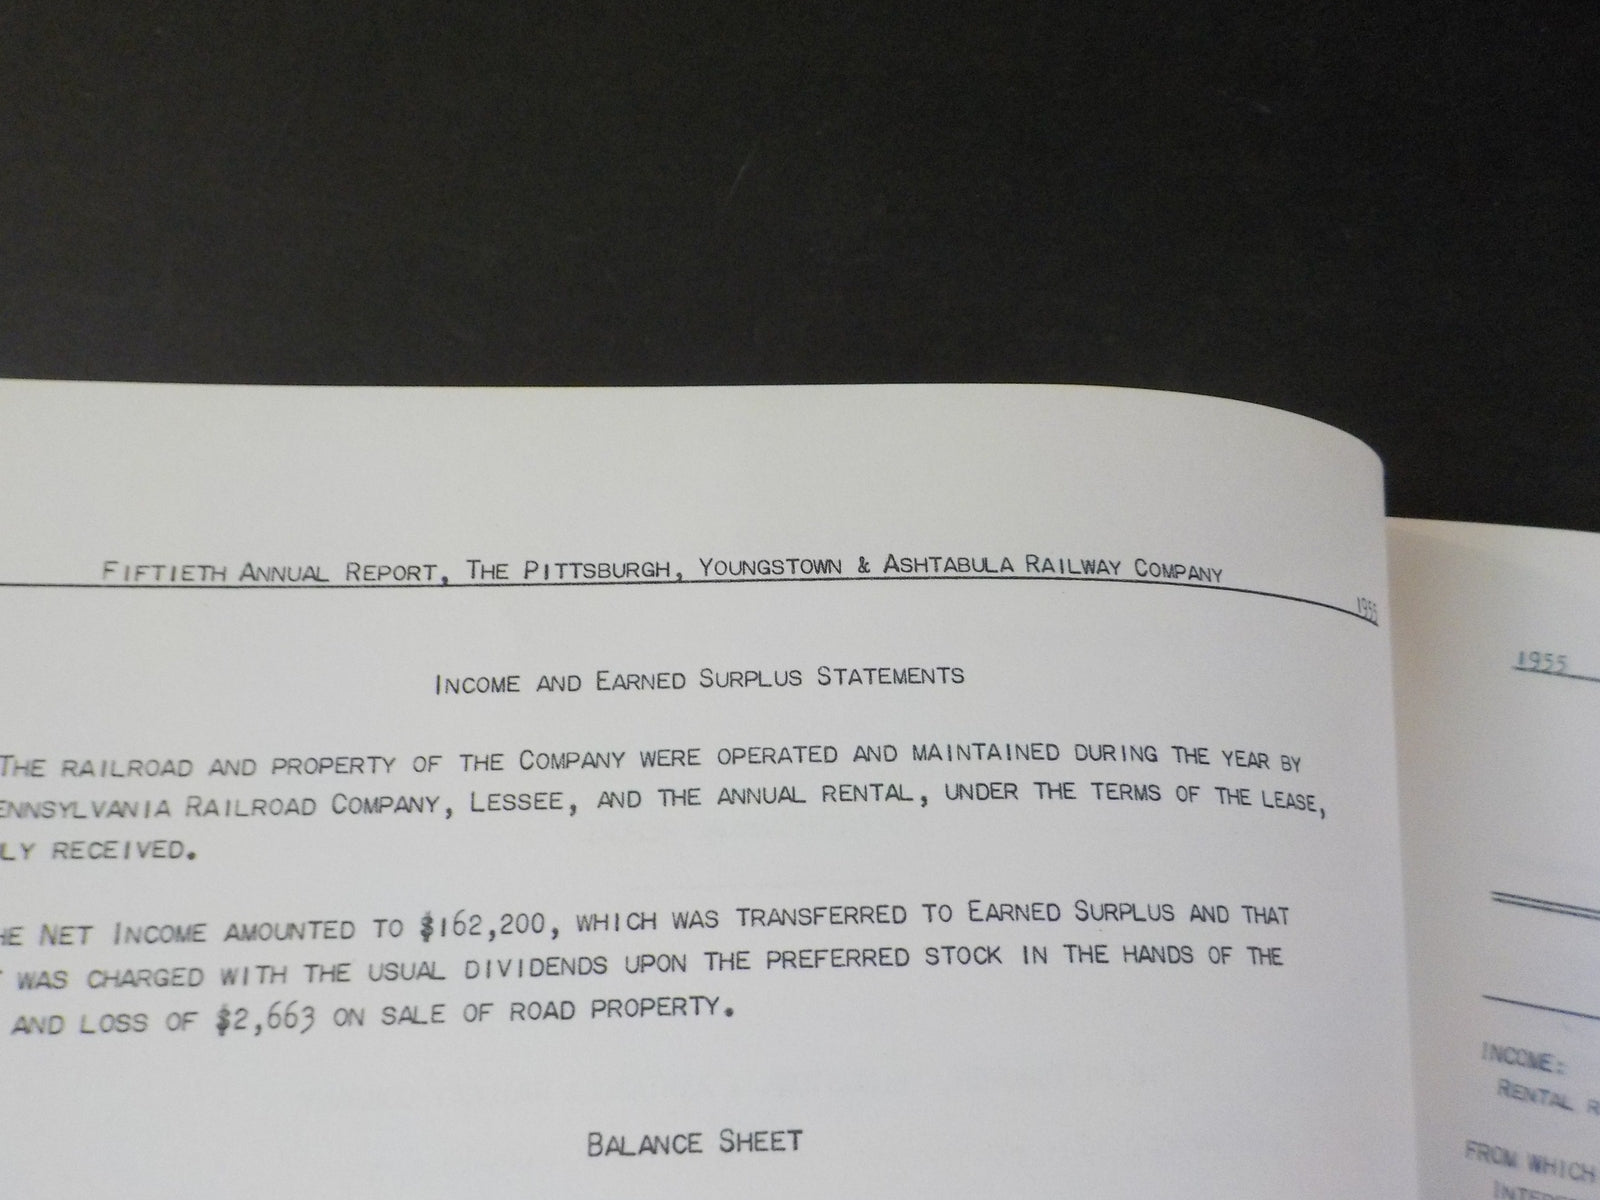 Fiftieth Annual Report, The Pittsburgh, Youngstown & Ashtabula Railway Company
1955
Income and Earned Surplus Statements
The railroad and property of the Company were operated and maintained during the year by
ennsylvania Railroad Company, Lessee, and the annual rental, under the terms of the lease,
ly received.
he Net Income amounted to $162,200, which was transferred to Earned Surplus and that
was charged with the usual dividends upon the preferred stock in the hands of the
and loss of $2,663 on sale of road property.
Balance Sheet
1955
Income:
Rental R
From which
Inte